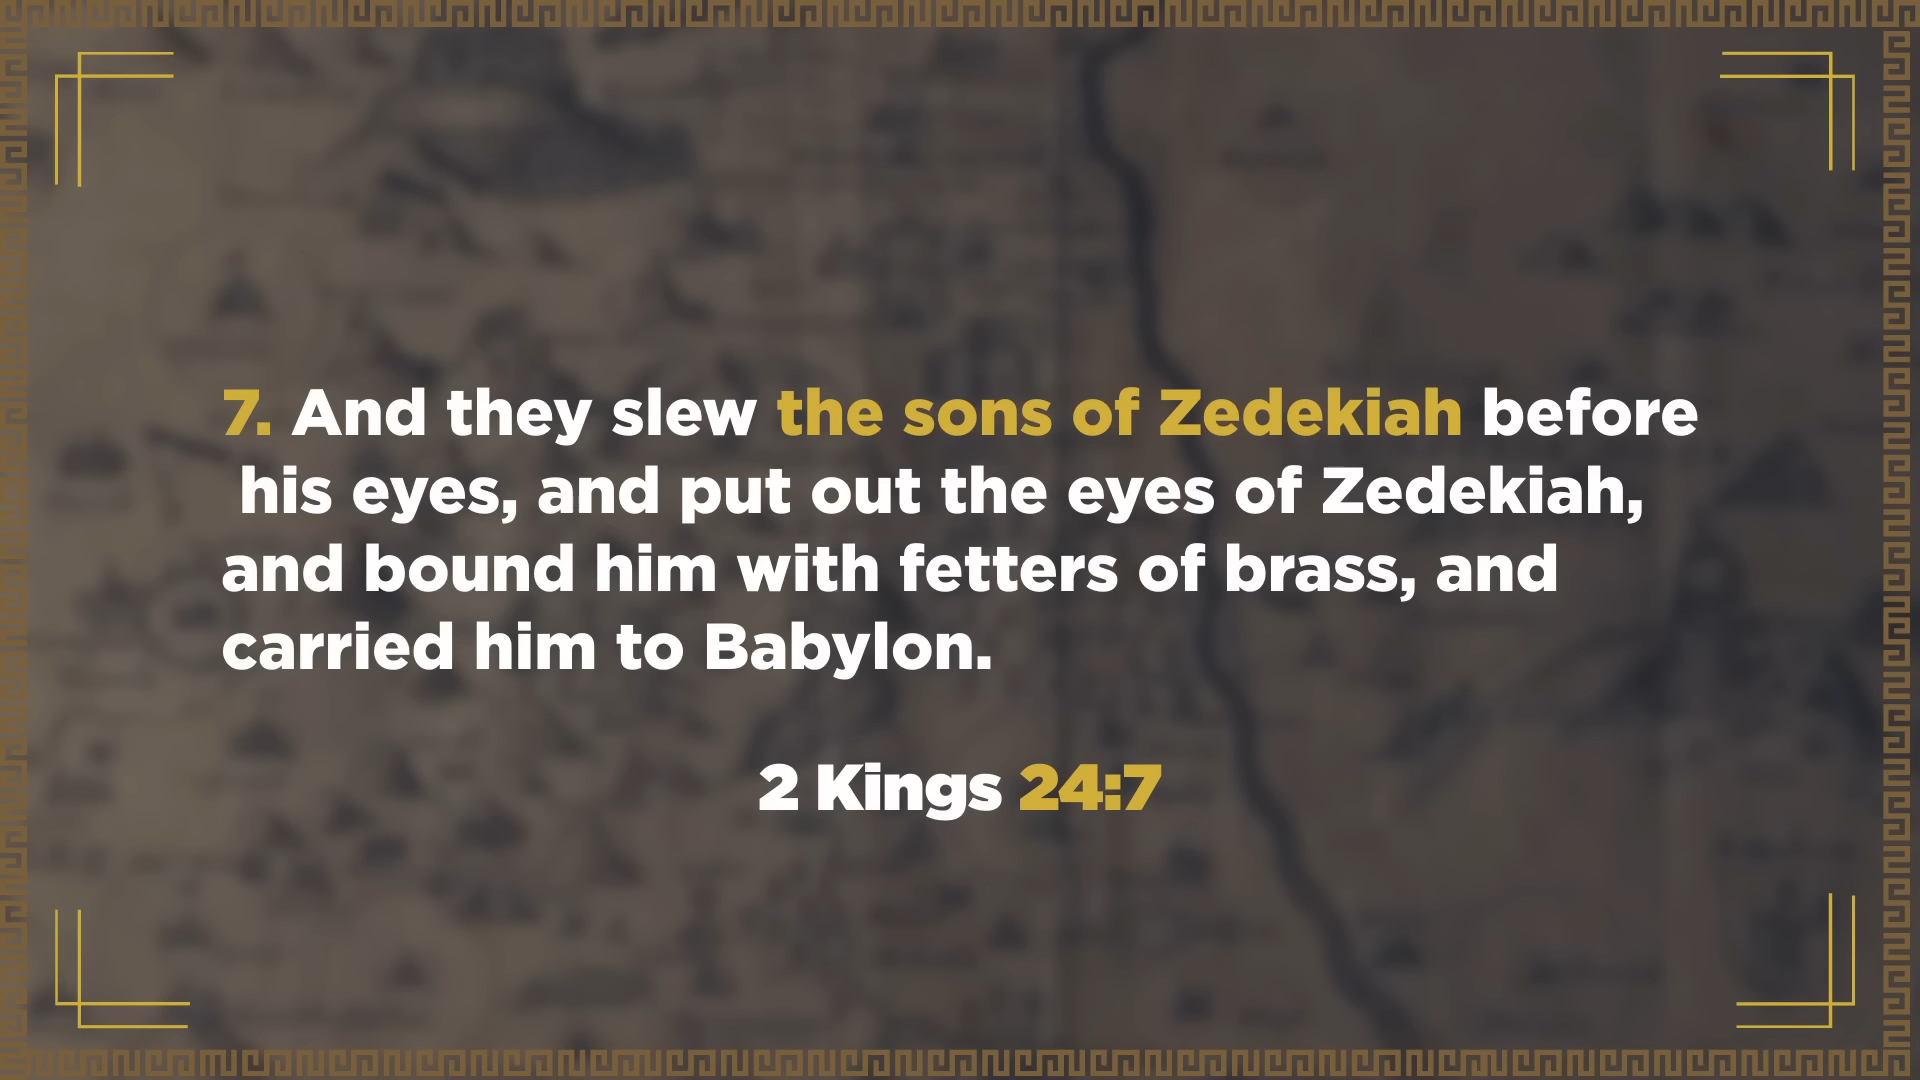 7. And they slew the sons of Zedekiah before
his eyes, and put out the eyes of Zedekiah,
and bound him with fetters of brass, and
carried him to Babylon.
2 Kings 24:7